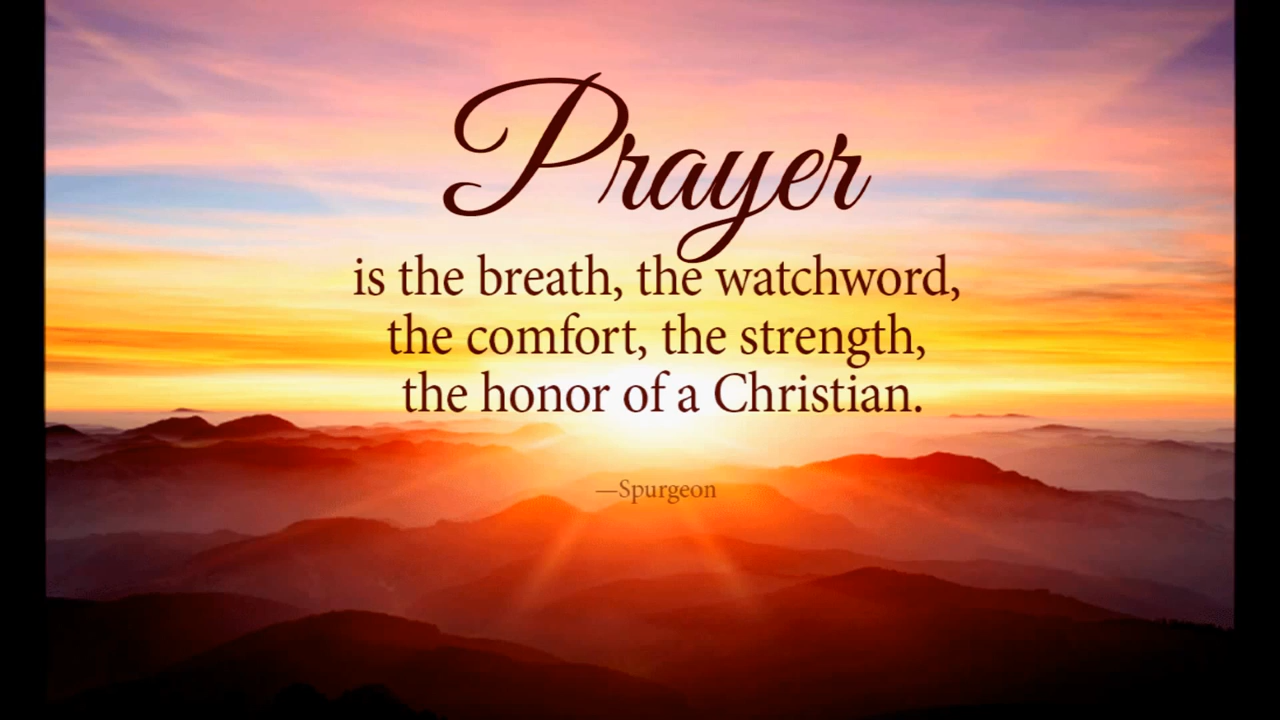 Prayer
is the breath, the watchword,
the comfort, the strength,
the honor of a Christian.
—Spurgeon